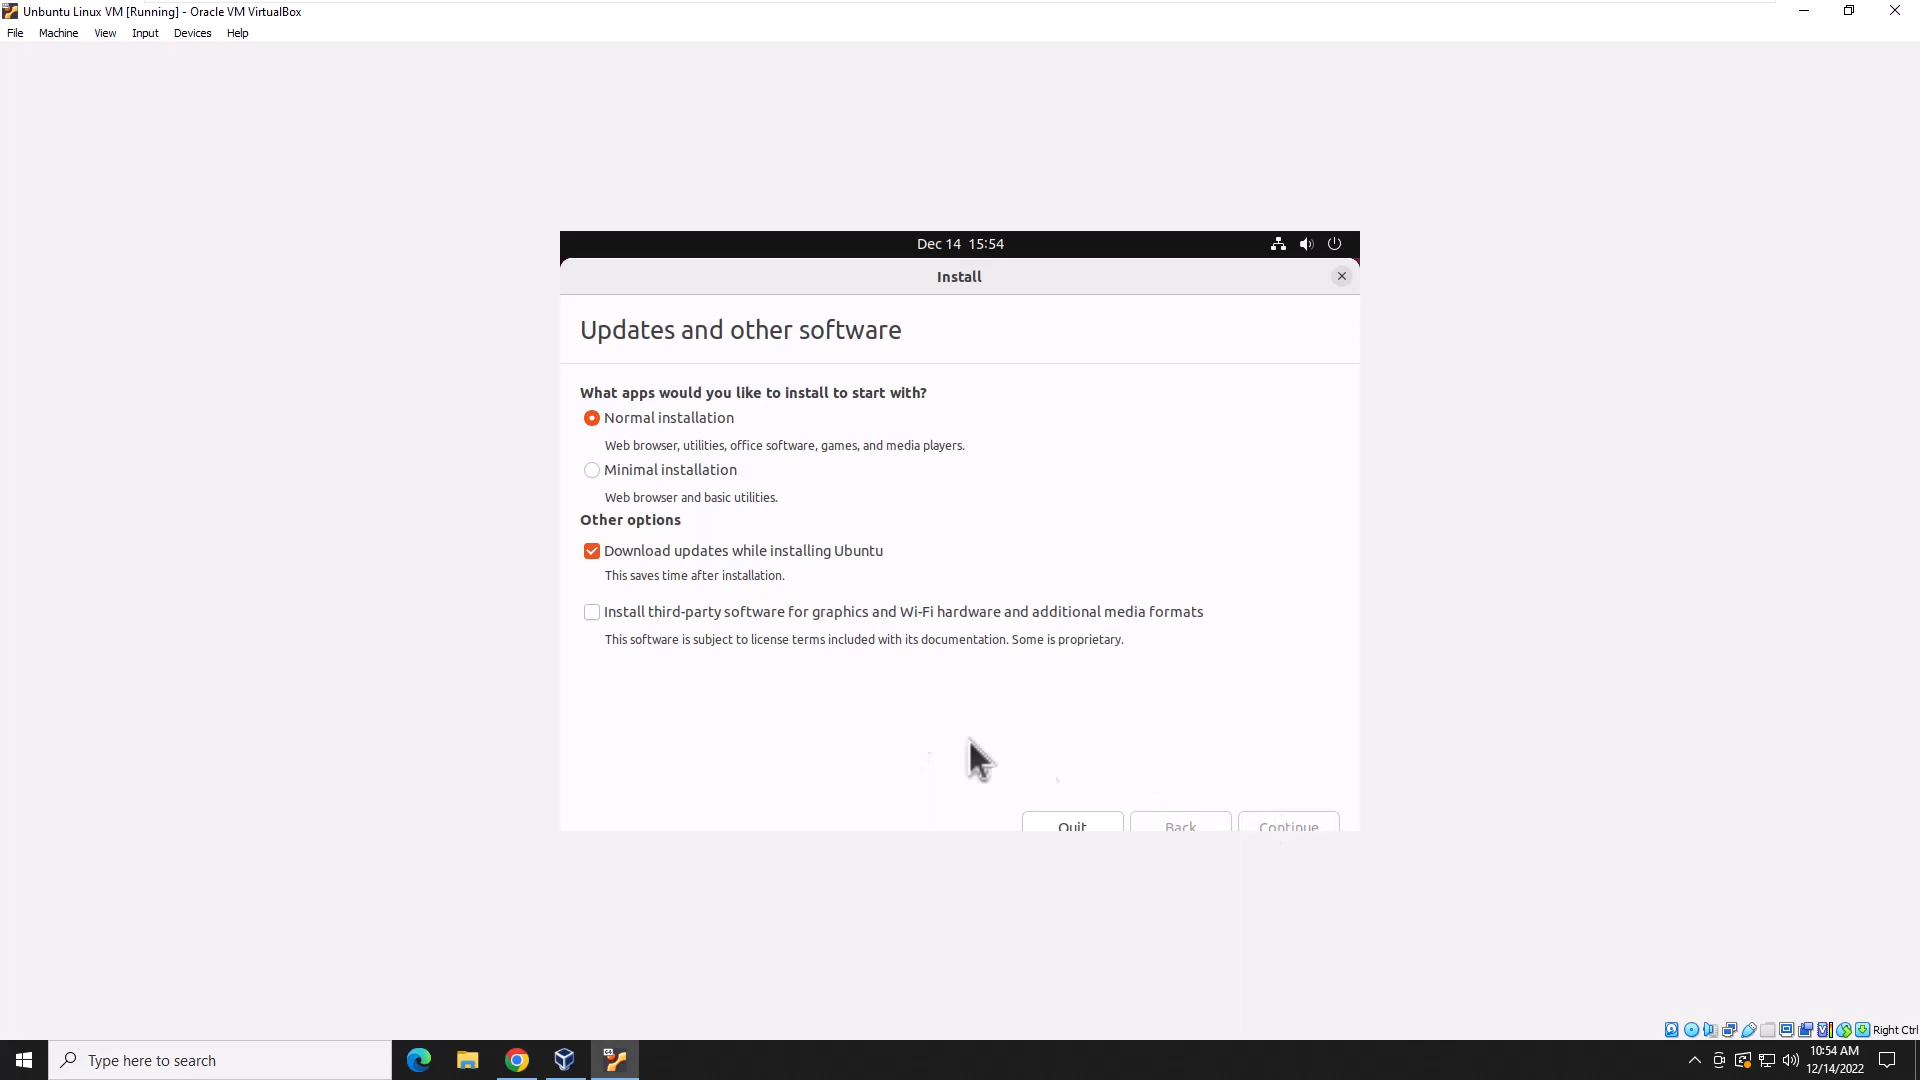 Unbuntu Linux VM [Running] - Oracle VM VirtualBox
File Machine View Input Devices Help
Dec 14 15:54
Install
Updates and other software
What apps would you like to install to start with?
Normal installation
Web browser, utilities, office software, games, and media players.
Minimal installation
Web browser and basic utilities.
Other options
Download updates while installing Ubuntu
This saves time after installation.
Install third-party software for graphics and Wi-Fi hardware and additional media formats
This software is subject to license terms included with its documentation. Some is proprietary.
Quit Back Continue
Right Ctrl
Type here to search
10:54 AM
12/14/2022